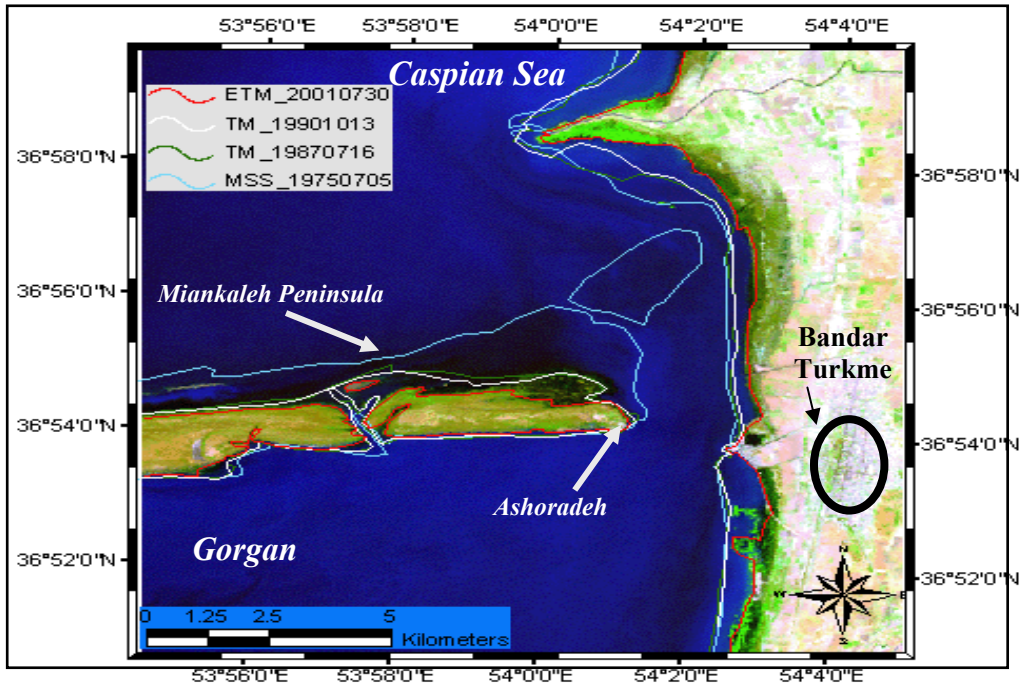 53°56'0"E 53°58'0"E 54°0'0"E 54°2'0"E 54°4'0"E
Caspian Sea
ETM_20010730
TM_19901013
TM_19870716
MSS_19750705
36°58'0"N
36°58'0"N
36°56'0"N
36°56'0"N
Miankaleh Peninsula
Bandar
Turkme
36°54'0"N
36°54'0"N
Ashoradeh
Gorgan
36°52'0"N
36°52'0"N
N
W E
S
0 1.25 2.5 5
Kilometers
53°56'0"E 53°58'0"E 54°0'0"E 54°2'0"E 54°4'0"E